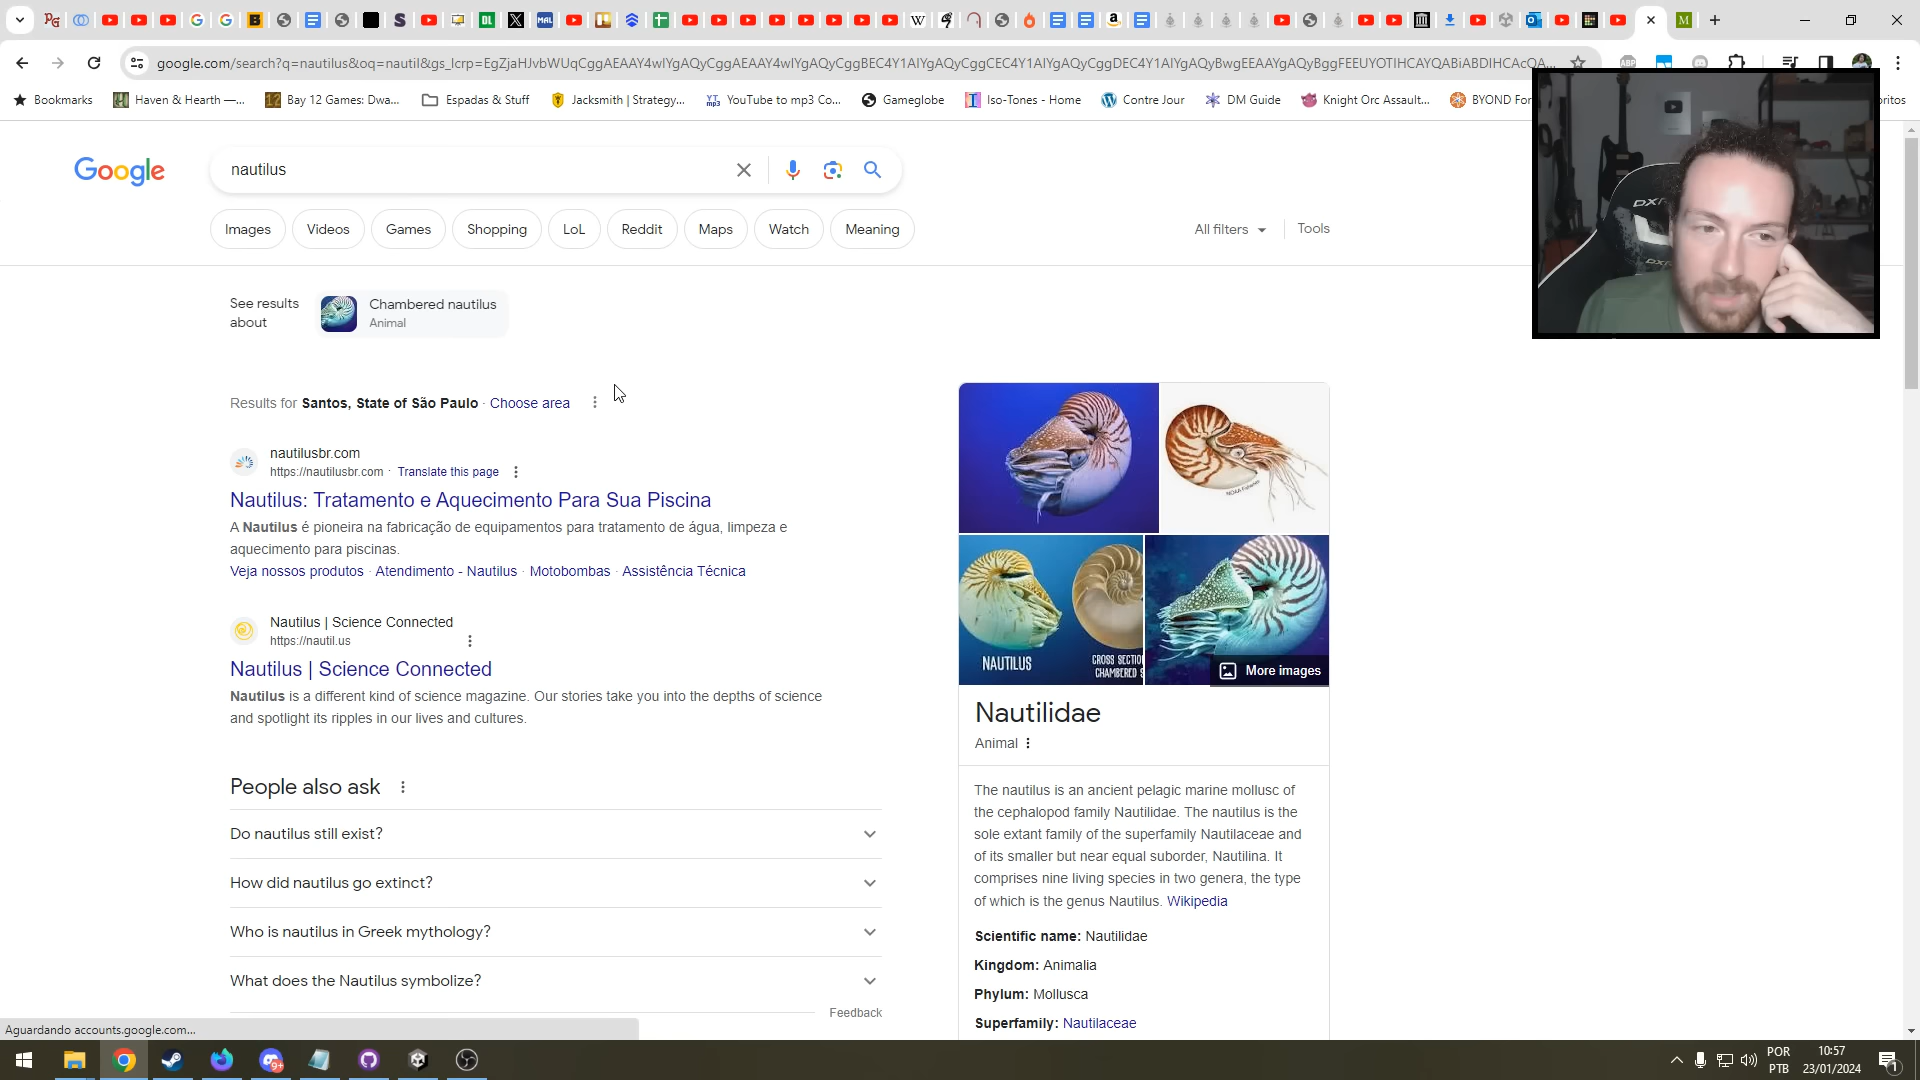 google.com/search?q=nautilus&oq=nautil&gs_lcrp=EgZjaHJvbWUqCggAEAAY4wIYgAQyCggAEAAY4wIYgAQyCggBEC4Y1AIYgAQyCggCEC4Y1AIYgAQyCggDEC4Y1AIYgAQyBwgEEAAYgAQyBggFEEUYOTIHCAYQABiABDIHCAcQA...
Bookmarks
Haven & Hearth —...
Bay 12 Games: Dwa...
Espadas & Stuff
Jacksmith | Strategy...
YouTube to mp3 Co...
Gameglobe
Iso-Tones - Home
Contre Jour
DM Guide
Knight Orc Assault...
BYOND For
oritos
Google
nautilus
Images
Videos
Games
Shopping
LoL
Reddit
Maps
Watch
Meaning
All filters
Tools
See results about
Chambered nautilus
Animal
Results for Santos, State of São Paulo · Choose area
nautilusbr.com
https://nautilusbr.com · Translate this page
Nautilus: Tratamento e Aquecimento Para Sua Piscina
A Nautilus é pioneira na fabricação de equipamentos para tratamento de água, limpeza e
aquecimento para piscinas.
Veja nossos produtos · Atendimento - Nautilus · Motobombas · Assistência Técnica
Nautilus | Science Connected
https://nautil.us
Nautilus | Science Connected
Nautilus is a different kind of science magazine. Our stories take you into the depths of science
and spotlight its ripples in our lives and cultures.
People also ask
Do nautilus still exist?
How did nautilus go extinct?
Who is nautilus in Greek mythology?
What does the Nautilus symbolize?
Feedback
NAUTILUS
CROSS SECTIO
CHAMBERED S
More images
Nautilidae
Animal
The nautilus is an ancient pelagic marine mollusc of
the cephalopod family Nautilidae. The nautilus is the
sole extant family of the superfamily Nautilaceae and
of its smaller but near equal suborder, Nautilina. It
comprises nine living species in two genera, the type
of which is the genus Nautilus. Wikipedia
Scientific name: Nautilidae
Kingdom: Animalia
Phylum: Mollusca
Superfamily: Nautilaceae
Aguardando accounts.google.com...
POR
PTB
10:57
23/01/2024